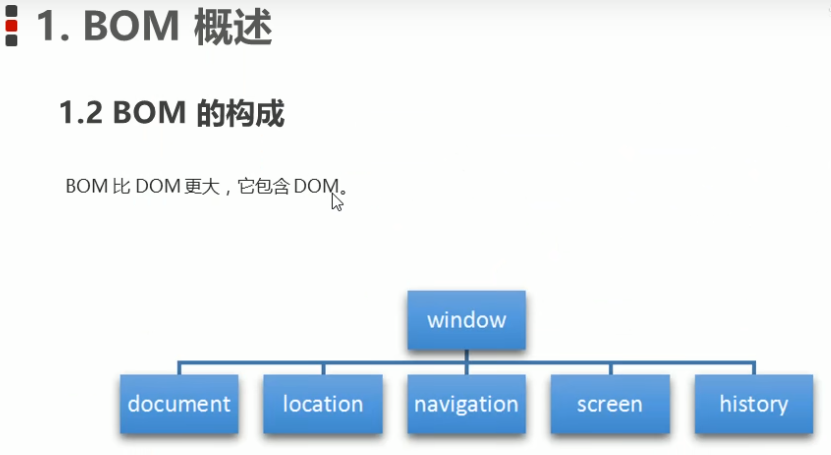 1. BOM 概述
1.2 BOM 的构成
BOM 比 DOM 更大，它包含 DOM。
window
document location navigation screen history